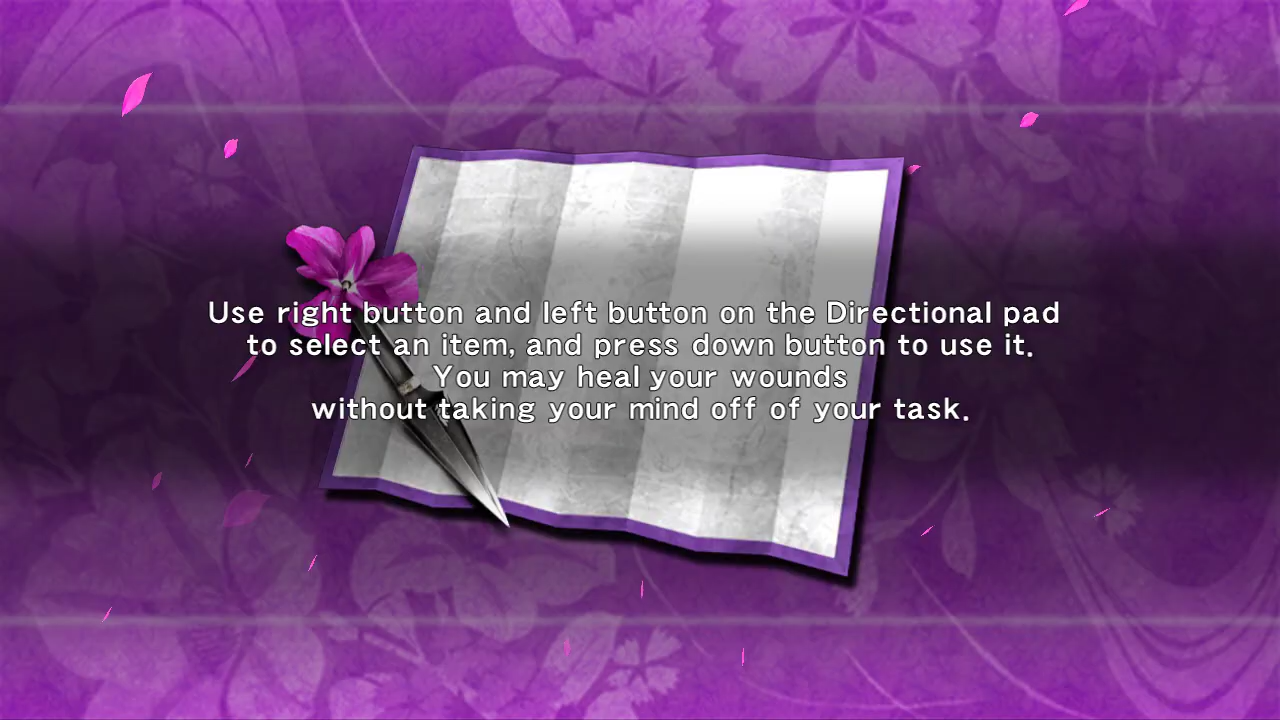 Use right button and left button on the Directional pad
to select an item, and press down button to use it.
You may heal your wounds
without taking your mind off of your task.